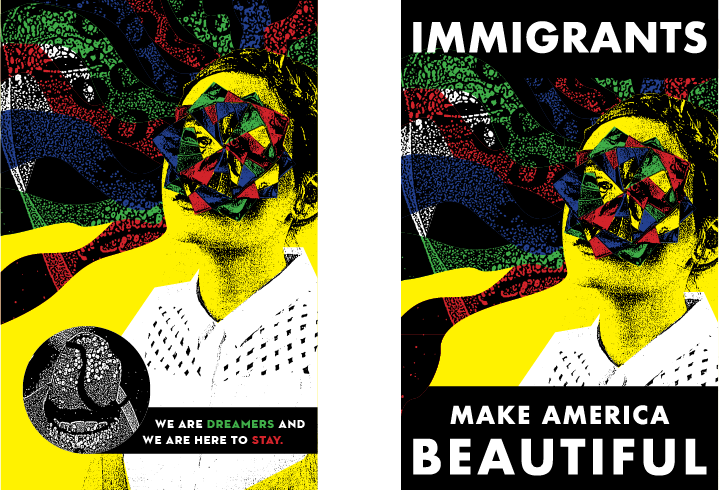 WE ARE DREAMERS AND
WE ARE HERE TO STAY.
IMMIGRANTS
MAKE AMERICA
BEAUTIFUL